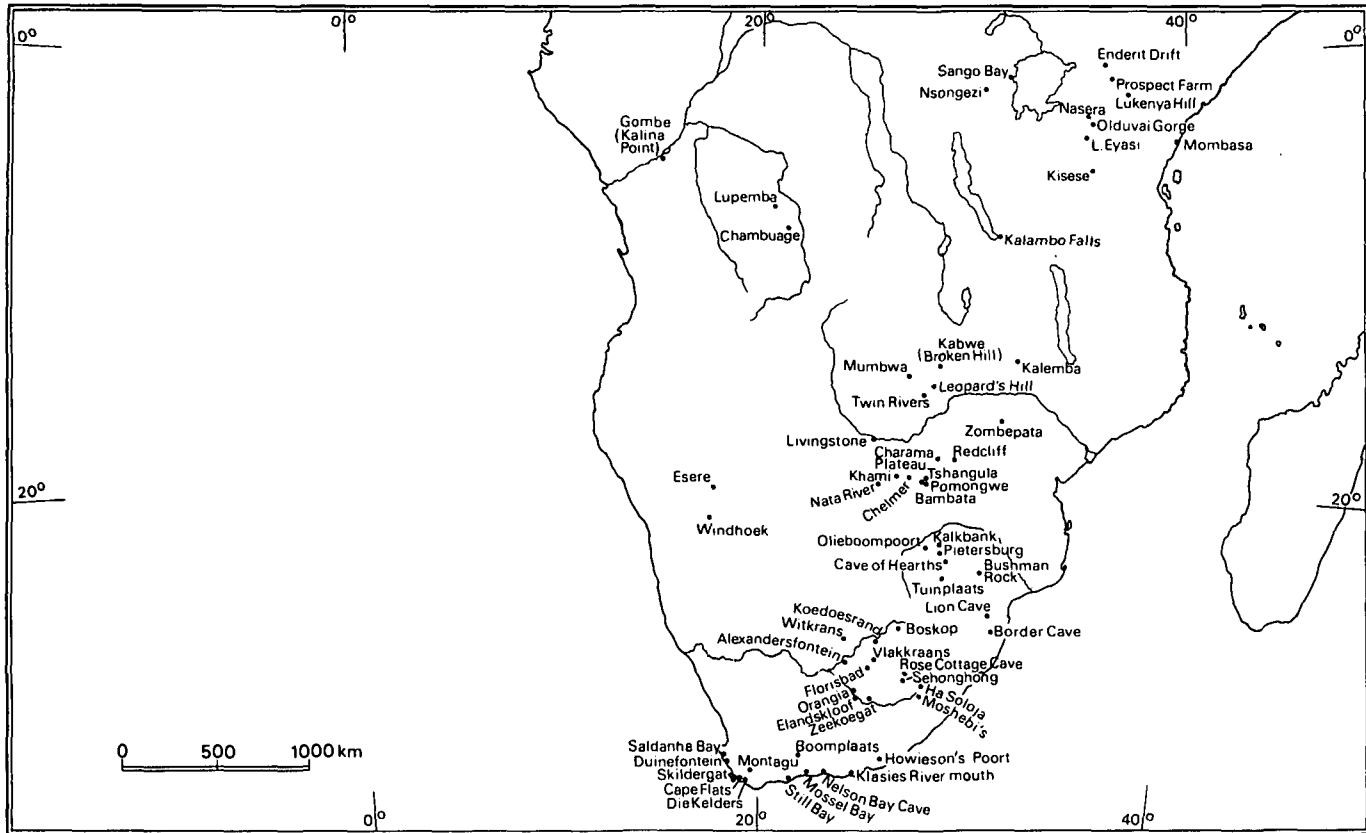 0°
20°
40°
0°
0°
Enderit Drift
Sango Bay
Prospect Farm
Nsongezi
Lukenya Hill
Nasera
Gombe
(Kalina
Point)
Olduvai Gorge
L.Eyasi
Mombasa
Kisese
Lupemba
Chambuage
Kalambo Falls
Kabwe
(Broken Hill)
Mumbwa
Kalemba
Leopard's Hill
Twin Rivers
Zombepata
Livingstone
Charama
Plateau
Redcliff
Esere
Khami
Tshangula
Nata River
Pomongwe
Chelmer
Bambata
20°
20°
Windhoek
Olieboompoort
Kalkbank
Pietersburg
Cave of Hearths
Bushman
Rock
Tuinplaats
Lion Cave
Koedoesrand
Boskop
Border Cave
Witkrans
Alexandersfontein
Vlakkraans
Rose Cottage Cave
Florisbad
Sehonghong
Orangia
Ha Soloja
Elandskloof
Moshebi's
Zeekoegat
0
500
1000 km
Saldanha Bay
Boomplaats
Duinefontein
Montagu
Howieson's Poort
Skildergat
Klasies River mouth
Cape Flats
Nelson Bay Cave
Die Kelders
Mossel Bay
Still Bay
0°
20°
40°